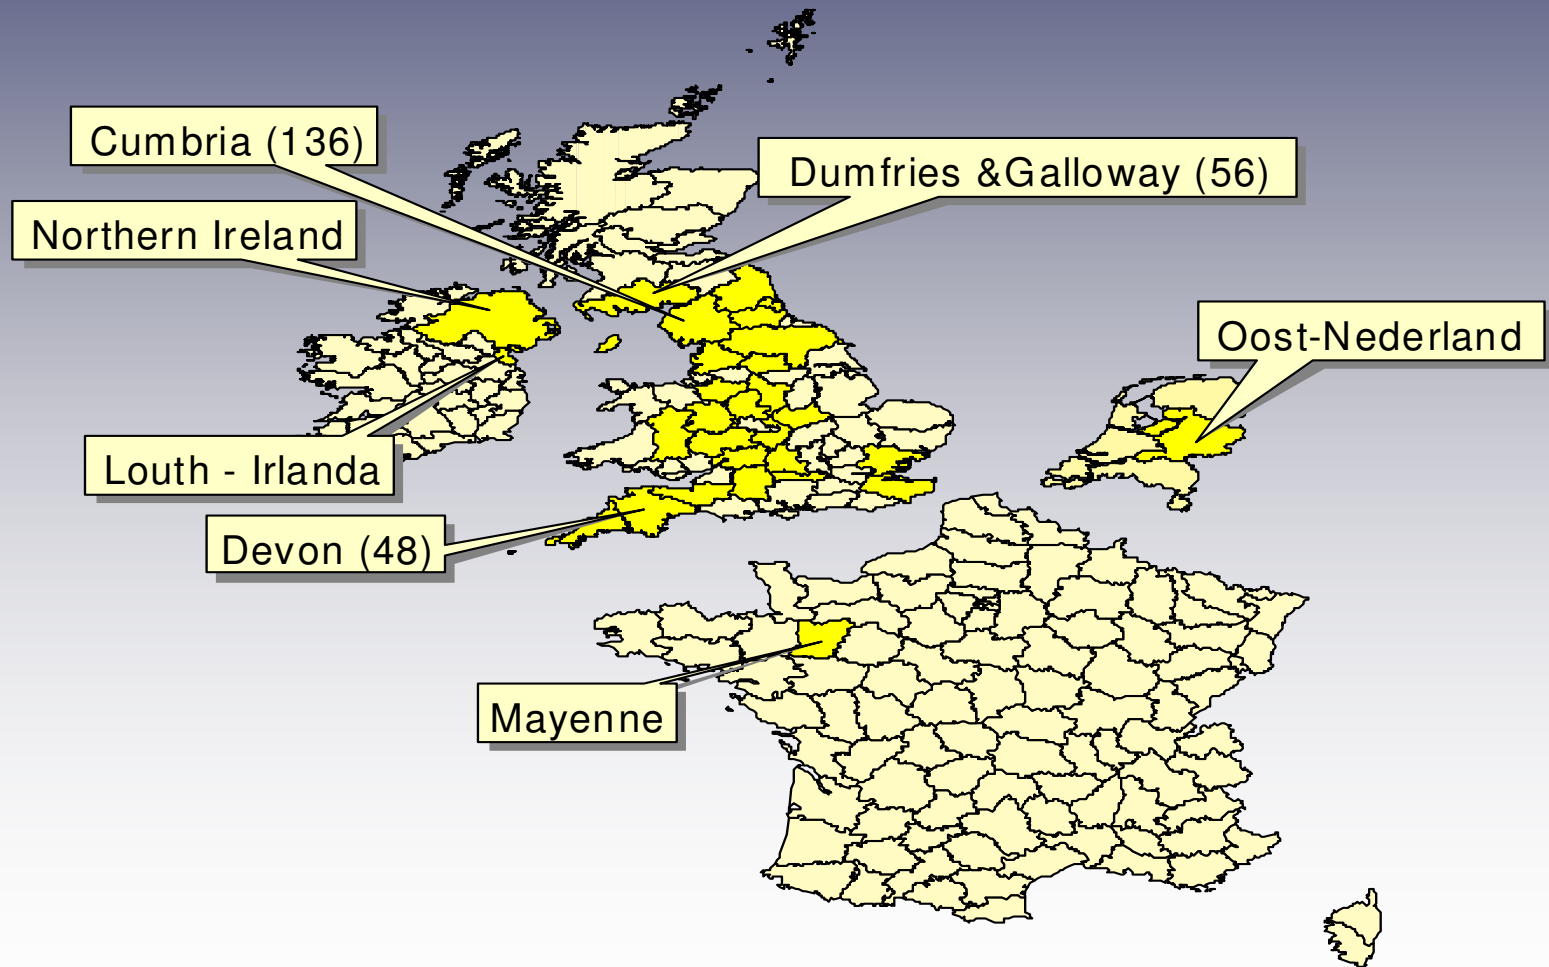 Cumbria (136)
Dumfries &Galloway (56)
Northern Ireland
Oost-Nederland
Louth - Irlanda
Devon (48)
Mayenne